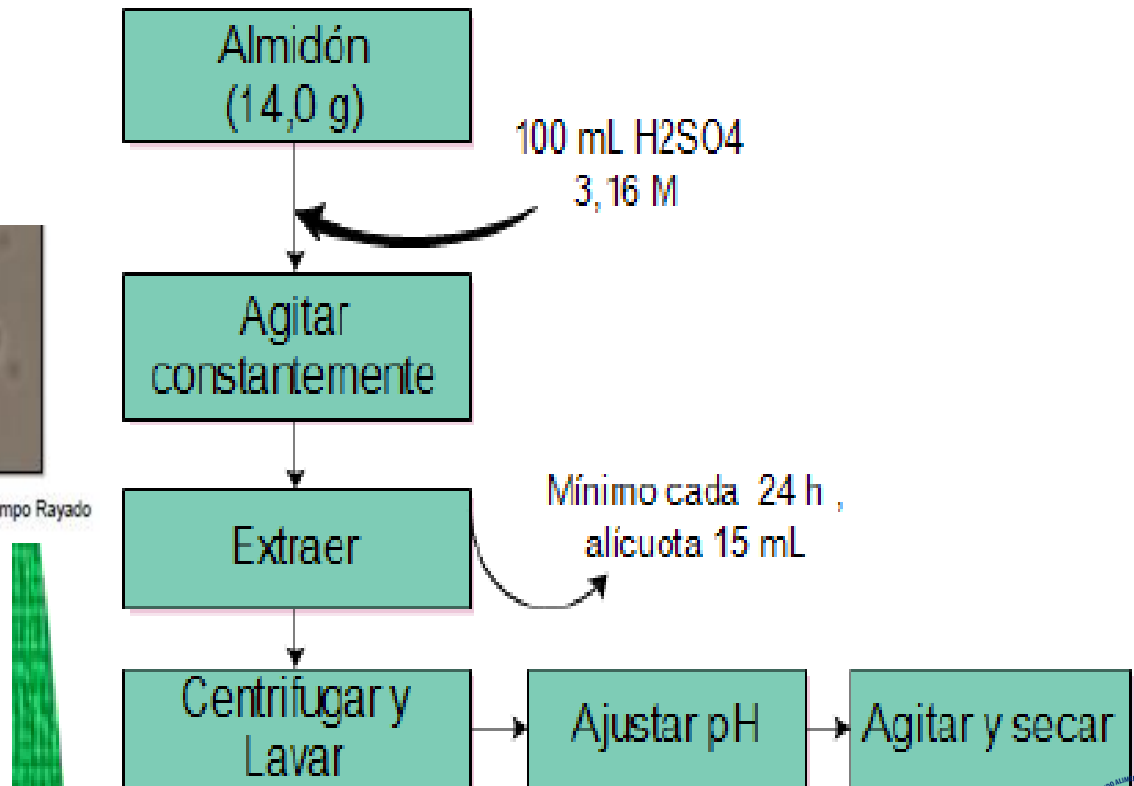 Almidón
(14,0 g)
100 mL H2SO4
3,16 M
Agitar
constantemente
mpo Rayado
Extraer
Mínimo cada 24 h ,
alícuota 15 mL
Centrifugar y
Lavar
Ajustar pH
Agitar y secar